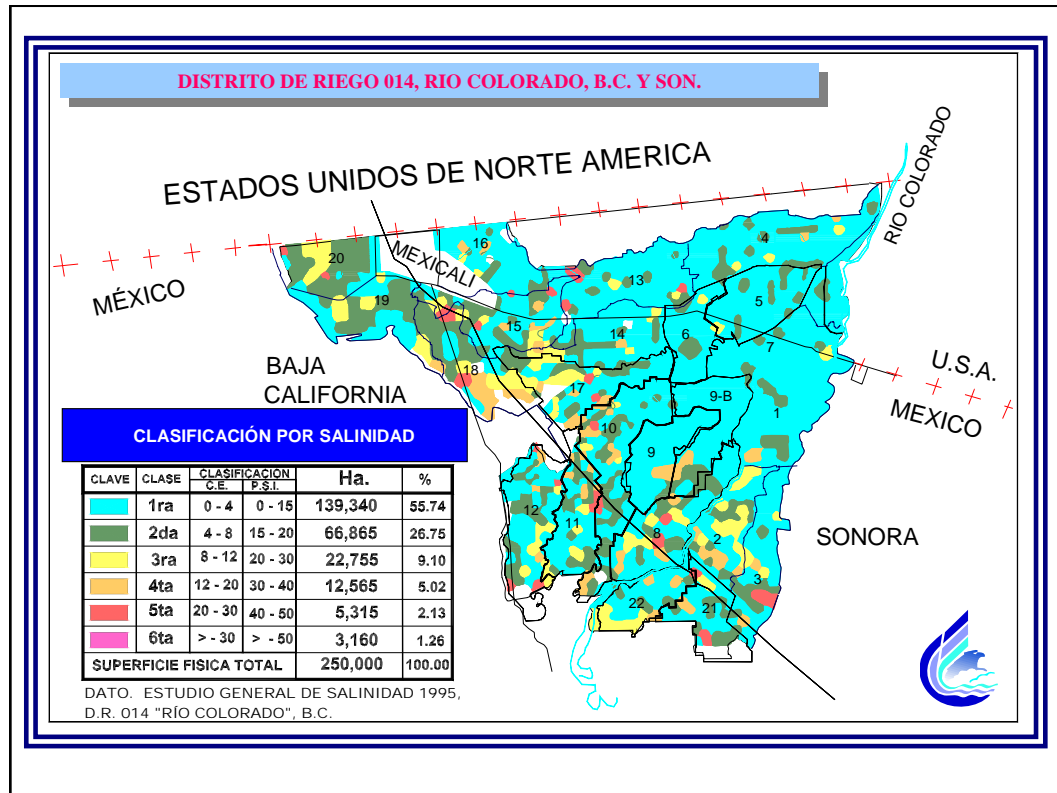 DISTRITO DE RIEGO 014, RIO COLORADO, B.C. Y SON.
ESTADOS UNIDOS DE NORTE AMERICA
RIO COLORADO
MÉXICO
MEXICALI
BAJA
CALIFORNIA
U.S.A.
MEXICO
SONORA
20
16
4
19
13
5
15
14
6
7
18
17
9-B
1
10
9
12
11
8
2
3
22
21
CLASIFICACIÓN POR SALINIDAD
CLAVE CLASE CLASIFICACION Ha. %
C.E. P.S.I.
1ra 0 - 4 0 - 15 139,340 55.74
2da 4 - 8 15 - 20 66,865 26.75
3ra 8 - 12 20 - 30 22,755 9.10
4ta 12 - 20 30 - 40 12,565 5.02
5ta 20 - 30 40 - 50 5,315 2.13
6ta > - 30 > - 50 3,160 1.26
SUPERFICIE FISICA TOTAL 250,000 100.00
DATO. ESTUDIO GENERAL DE SALINIDAD 1995,
D.R. 014 "RÍO COLORADO", B.C.